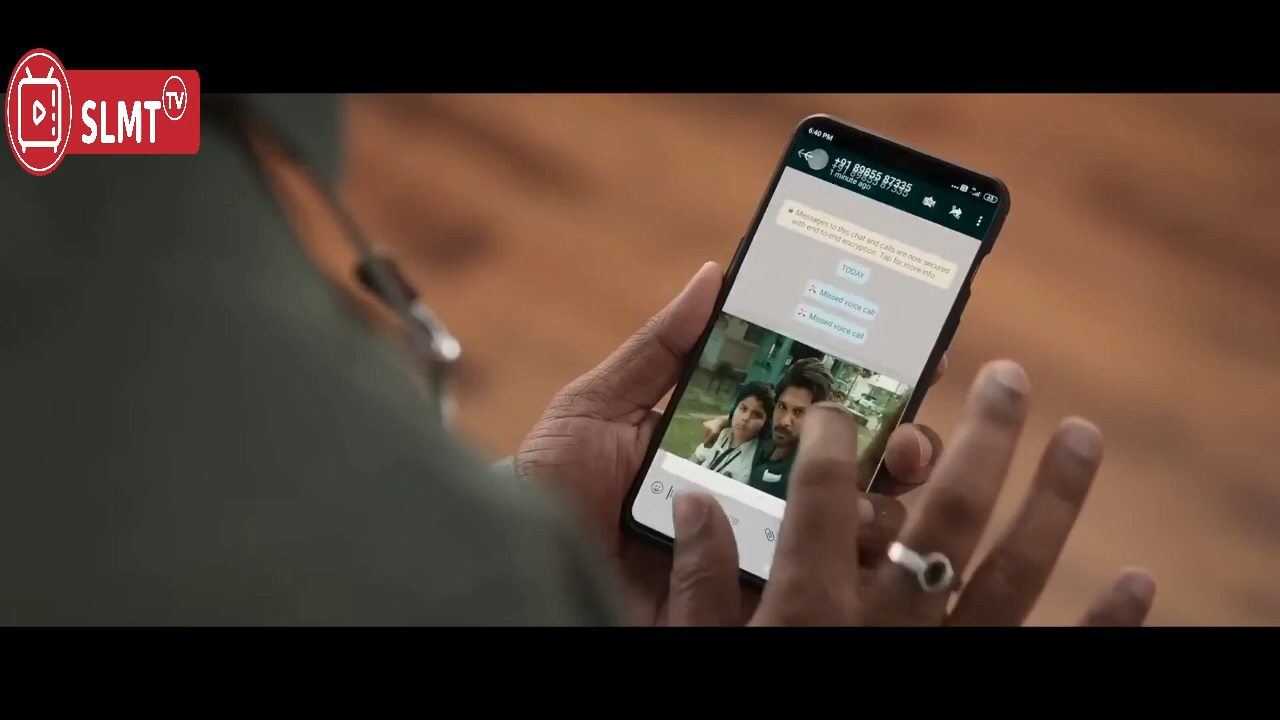 SLMT TV
6:40 PM
+91 89855 87335
1 minute ago
Messages to this chat and calls are now secured
with end-to-end encryption. Tap for more info.
TODAY
Missed voice call
Missed voice call